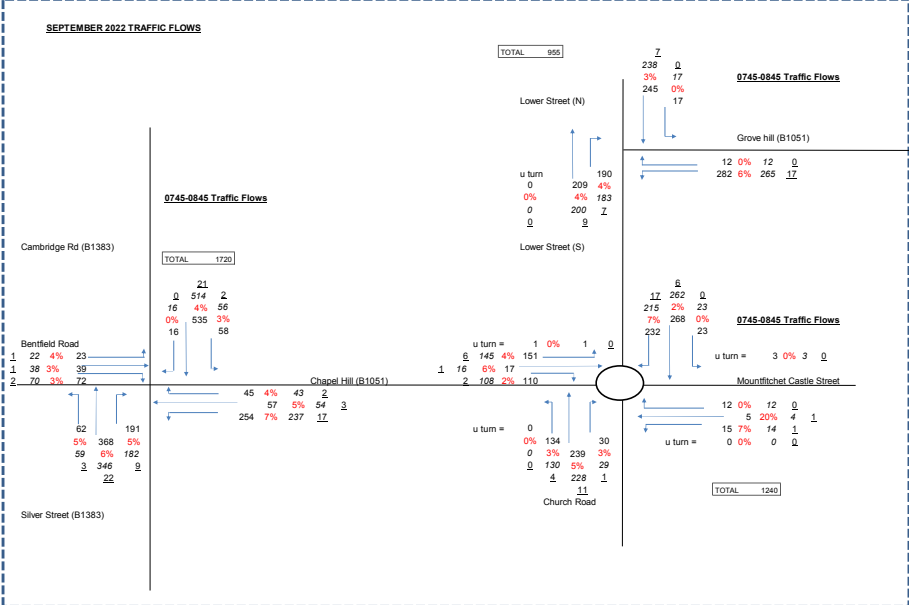 SEPTEMBER 2022 TRAFFIC FLOWS
TOTAL 955
7
238 0
3% 17
245 0%
17
0745-0845 Traffic Flows
Lower Street (N)
Grove hill (B1051)
12 0% 12 0
282 6% 265 17
u turn 190
0 209 4%
0% 4% 183
0 200 7
0 9
Lower Street (S)
0745-0845 Traffic Flows
Cambridge Rd (B1383)
TOTAL 1720
21
0 514 2
16 4% 56
0% 535 3%
16 58
Bentfield Road
1 22 4% 23
1 38 3% 39
2 70 3% 72
Chapel Hill (B1051)
45 4% 43 2
57 5% 54 3
254 7% 237 17
62 191
5% 368 5%
59 6% 182
3 346 9
22
Silver Street (B1383)
6
17 262 0
215 2% 23
7% 268 0%
232 23
0745-0845 Traffic Flows
u turn = 1 0% 1 0
6 145 4% 151
1 16 6% 17
2 108 2% 110
u turn = 3 0% 3 0
Mountfitchet Castle Street
12 0% 12 0
5 20% 4 1
15 7% 14 1
u turn = 0 0% 0 0
u turn = 0 134 30
0% 3% 239 3%
0 130 5% 29
0 4 228 1
11
Church Road
TOTAL 1240